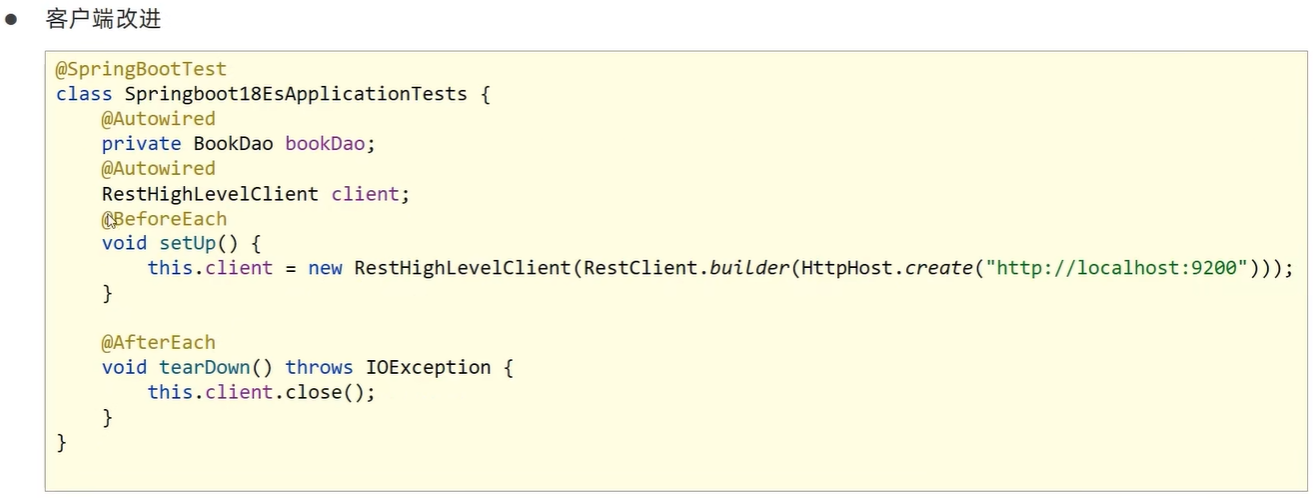 ● 客户端改进
@SpringBootTest
class Springboot18EsApplicationTests {
    @Autowired
    private BookDao bookDao;
    @Autowired
    RestHighLevelClient client;
    @BeforeEach
    void setUp() {
        this.client = new RestHighLevelClient(RestClient.builder(HttpHost.create("http://localhost:9200")));
    }

    @AfterEach
    void tearDown() throws IOException {
        this.client.close();
    }
}